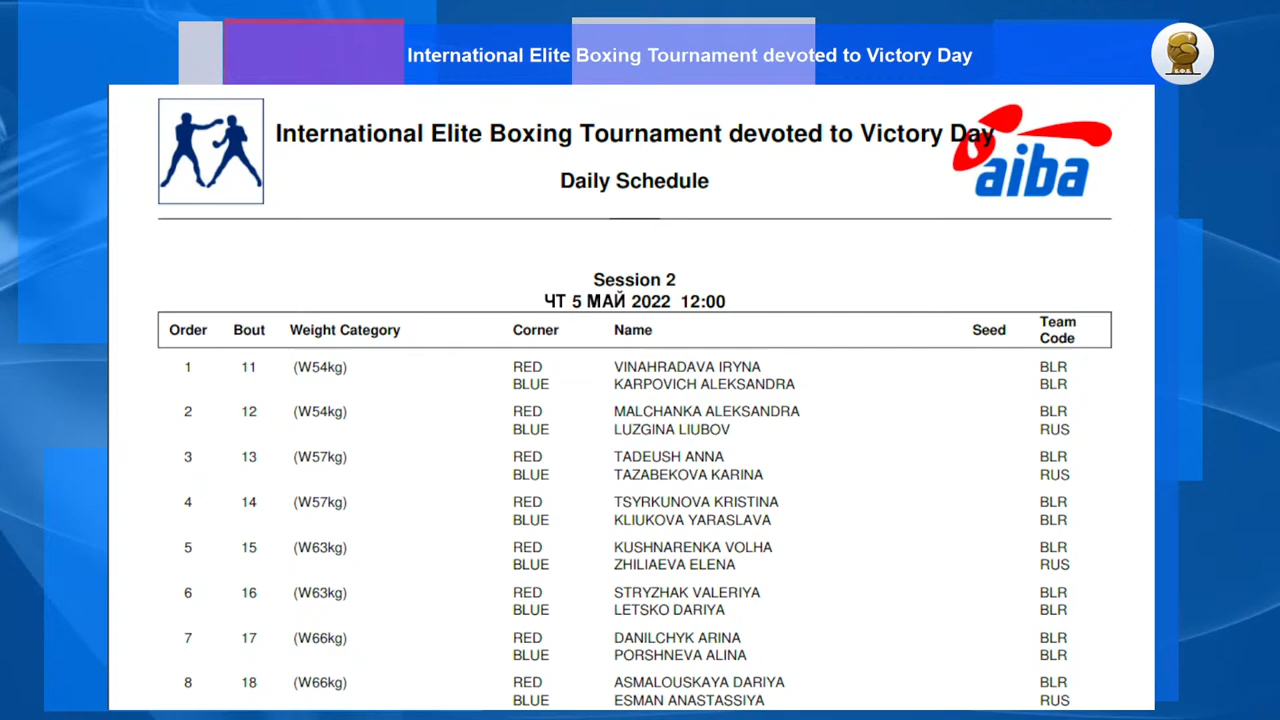 International Elite Boxing Tournament devoted to Victory Day
International Elite Boxing Tournament devoted to Victory Day
aiba
Daily Schedule
Session 2
ЧТ 5 МАЙ 2022 12:00
Order Bout Weight Category Corner Name Seed Team Code
1 11 (W54kg) RED VINAHRADAVA IRYNA BLR
BLUE KARPOVICH ALEKSANDRA BLR
2 12 (W54kg) RED MALCHANKA ALEKSANDRA BLR
BLUE LUZGINA LIUBOV RUS
3 13 (W57kg) RED TADEUSH ANNA BLR
BLUE TAZABEKOVA KARINA RUS
4 14 (W57kg) RED TSYRKUNOVA KRISTINA BLR
BLUE KLIUKOVA YARASLAVA BLR
5 15 (W63kg) RED KUSHNARENKA VOLHA BLR
BLUE ZHILIAEVA ELENA RUS
6 16 (W63kg) RED STRYZHAK VALERIYA BLR
BLUE LETSKO DARIYA BLR
7 17 (W66kg) RED DANILCHYK ARINA BLR
BLUE PORSHNEVA ALINA BLR
8 18 (W66kg) RED ASMALOUSKAYA DARIYA BLR
BLUE ESMAN ANASTASSIYA RUS